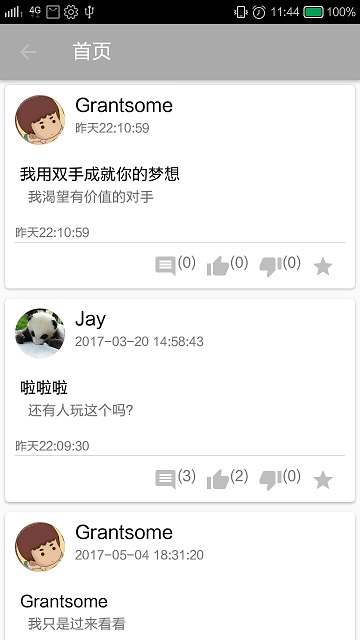 4G 11:44 100%
首页
Grantsome
昨天22:10:59
我用双手成就你的梦想
我渴望有价值的对手
昨天22:10:59
(0) (0) (0)
Jay
2017-03-20 14:58:43
啦啦啦
还有人玩这个吗?
昨天22:09:30
(3) (2) (0)
Grantsome
2017-05-04 18:31:20
Grantsome
我只是过来看看